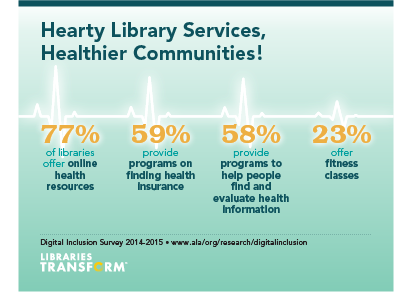 Hearty Library Services,
Healthier Communities!
77%
of libraries
offer online
health
resources
59%
provide
programs on
finding health
insurance
58%
provide
programs to
help people
find and
evaluate health
information
23%
offer
fitness
classes
Digital Inclusion Survey 2014-2015 • www.ala/org/research/digitalinclusion
LIBRARIES
TRANSFORM™